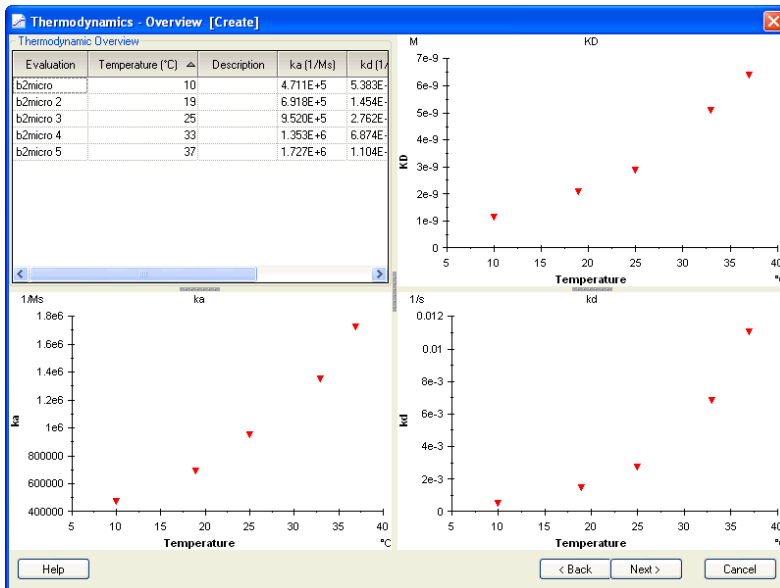 Thermodynamics - Overview [Create]
Thermodynamic Overview
Evaluation Temperature (°C) Description ka (1/Ms) kd (1/
b2micro 10 4.711E+5 5.383E-
b2micro 2 19 6.918E+5 1.454E-
b2micro 3 25 9.520E+5 2.762E-
b2micro 4 33 1.353E+6 6.874E-
b2micro 5 37 1.727E+6 1.104E-
M KD
7e-9
6e-9
5e-9
4e-9
KD
3e-9
2e-9
1e-9
0
5 10 15 20 25 30 35 40
Temperature °C
1/Ms ka
1.8e6
1.6e6
1.4e6
1.2e6
ka
1e6
800000
600000
400000
5 10 15 20 25 30 35 40
Temperature °C
1/s kd
0.012
0.01
8e-3
6e-3
kd
4e-3
2e-3
0
5 10 15 20 25 30 35 40
Temperature °C
Help < Back Next > Cancel